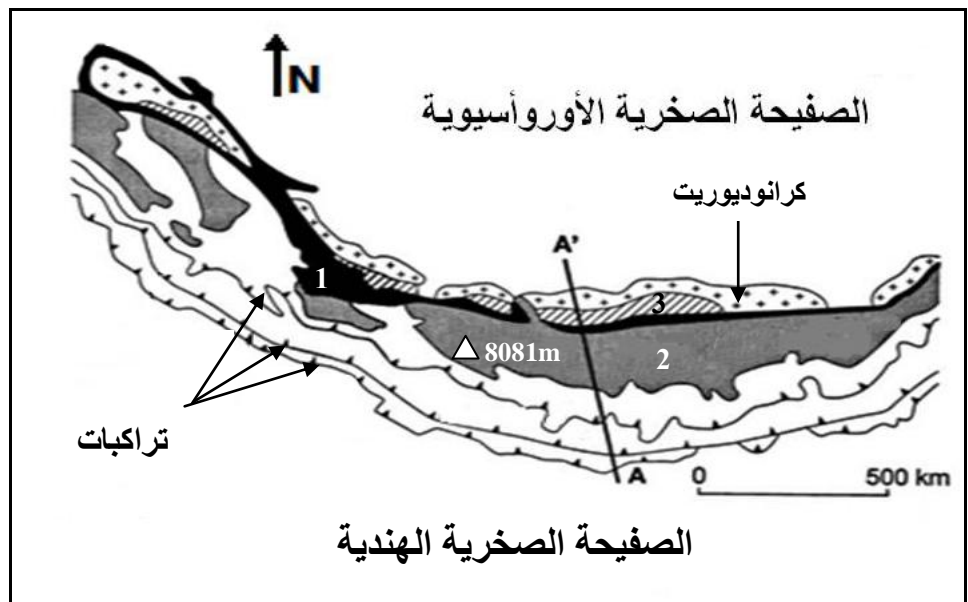 N
الصفيحة الصخرية الأوروأسيوية
كرانوديوريت
A'
1
3
8081m
2
تراكبات
A
0
500 km
الصفيحة الصخرية الهندية